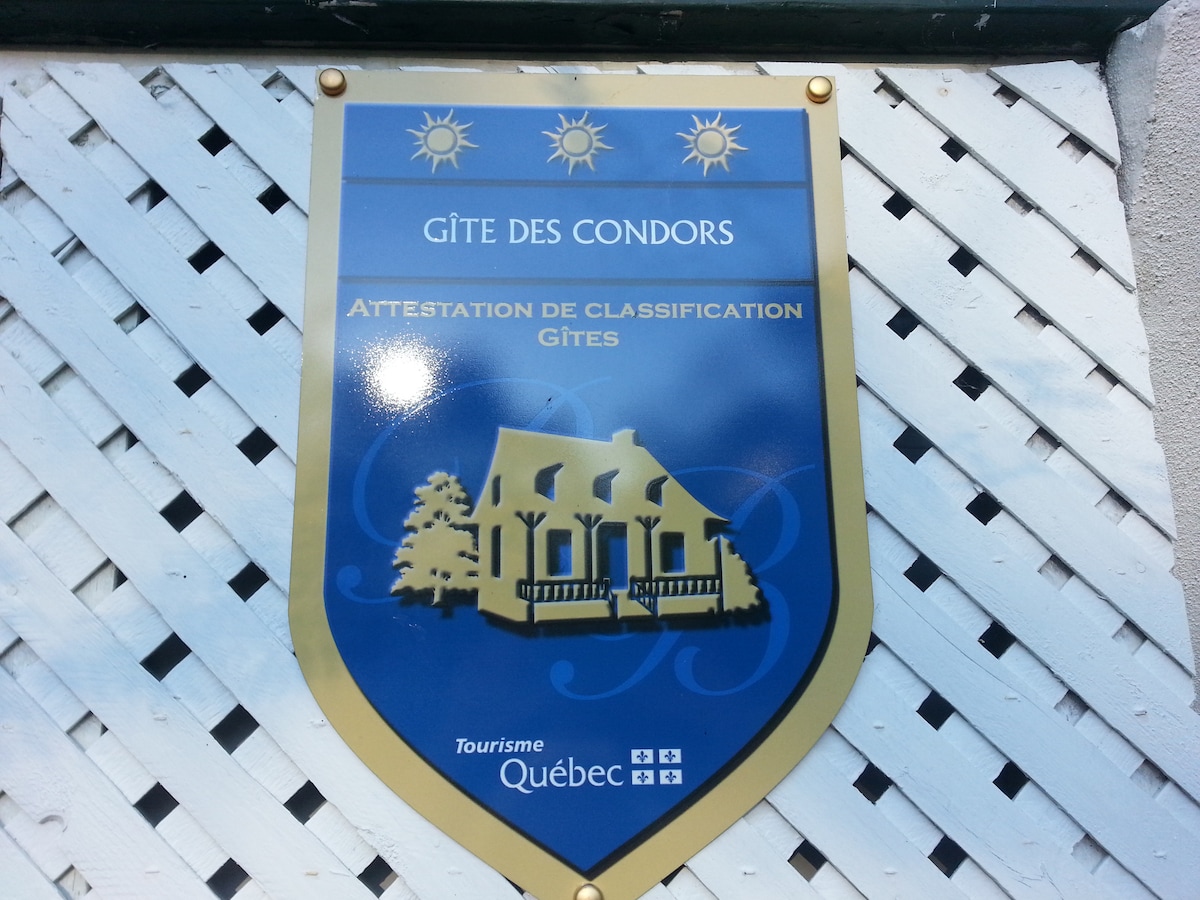 GÎTE DES CONDORS
ATTESTATION DE CLASSIFICATION
GÎTES
Tourisme
Québec